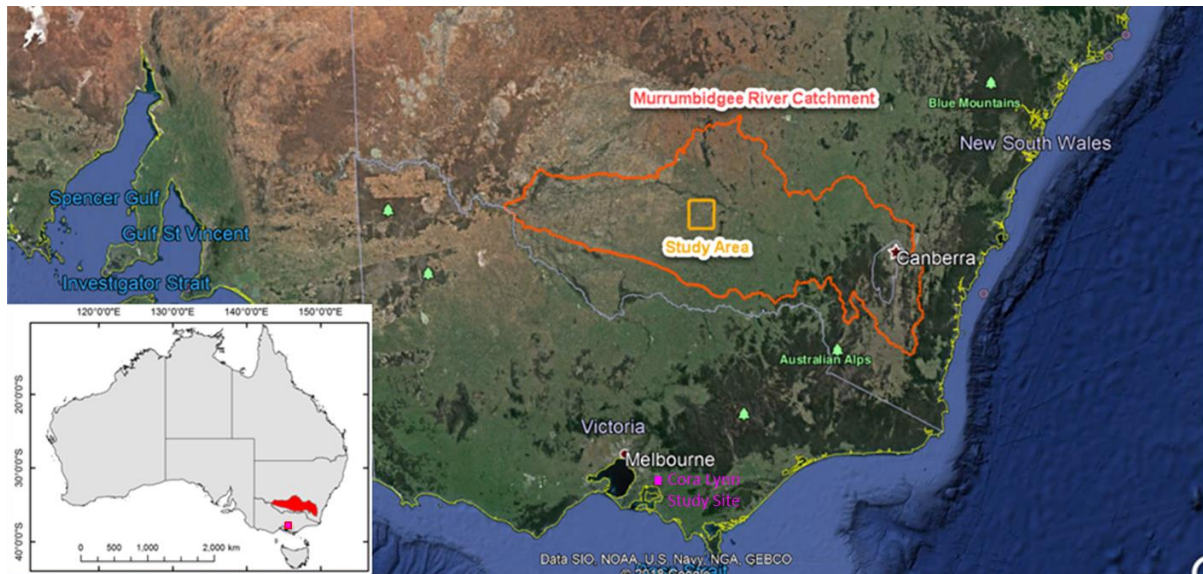 Murrumbidgee River Catchment
Blue Mountains
New South Wales
Spencer Gulf
Gulf St Vincent
Study Area
Canberra
Investigator Strait
Australian Alps
120°0'0"E 130°0'0"E 140°0'0"E 150°0'0"E
20°0'0"S
30°0'0"S
40°0'0"S
0 500 1,000 2,000 km
Victoria
Melbourne
Cora Lynn
Study Site
Data SIO, NOAA, U.S. Navy, NGA, GEBCO
Strait